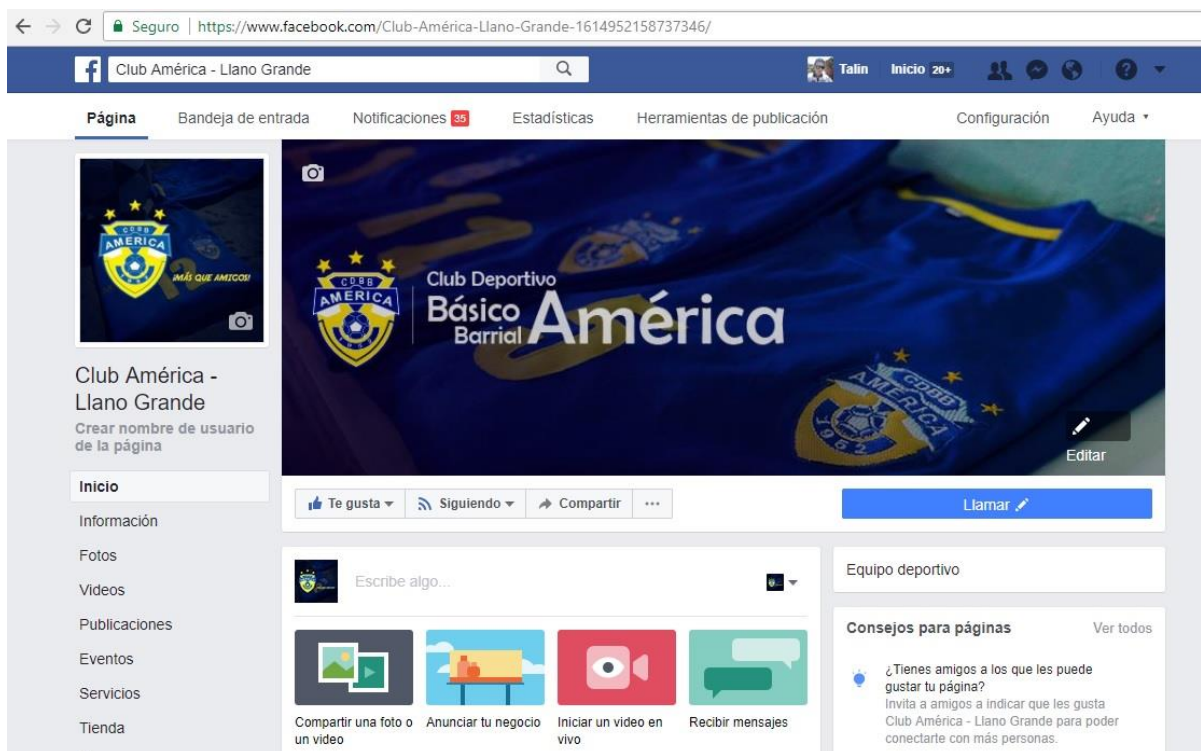 Seguro | https://www.facebook.com/Club-América-Llano-Grande-1614952158737346/
Club América - Llano Grande
Talin Inicio 20+
Página Bandeja de entrada Notificaciones 35 Estadísticas Herramientas de publicación Configuración Ayuda
CDBB
AMERICA
1962
¡MÁS QUE AMIGOS!
CDBB
AMERICA
1962
Club Deportivo
Básico
Barrial
América
CDBB
AMERICA
1962
Editar
Club América -
Llano Grande
Crear nombre de usuario
de la página
Inicio
Información
Fotos
Videos
Publicaciones
Eventos
Servicios
Tienda
Te gusta Siguiendo Compartir ...
Llamar
Escribe algo...
Compartir una foto o
un video
Anunciar tu negocio
Iniciar un video en
vivo
Recibir mensajes
Equipo deportivo
Consejos para páginas Ver todos
¿Tienes amigos a los que les puede
gustar tu página?
Invita a amigos a indicar que les gusta
Club América - Llano Grande para poder
conectarte con más personas.